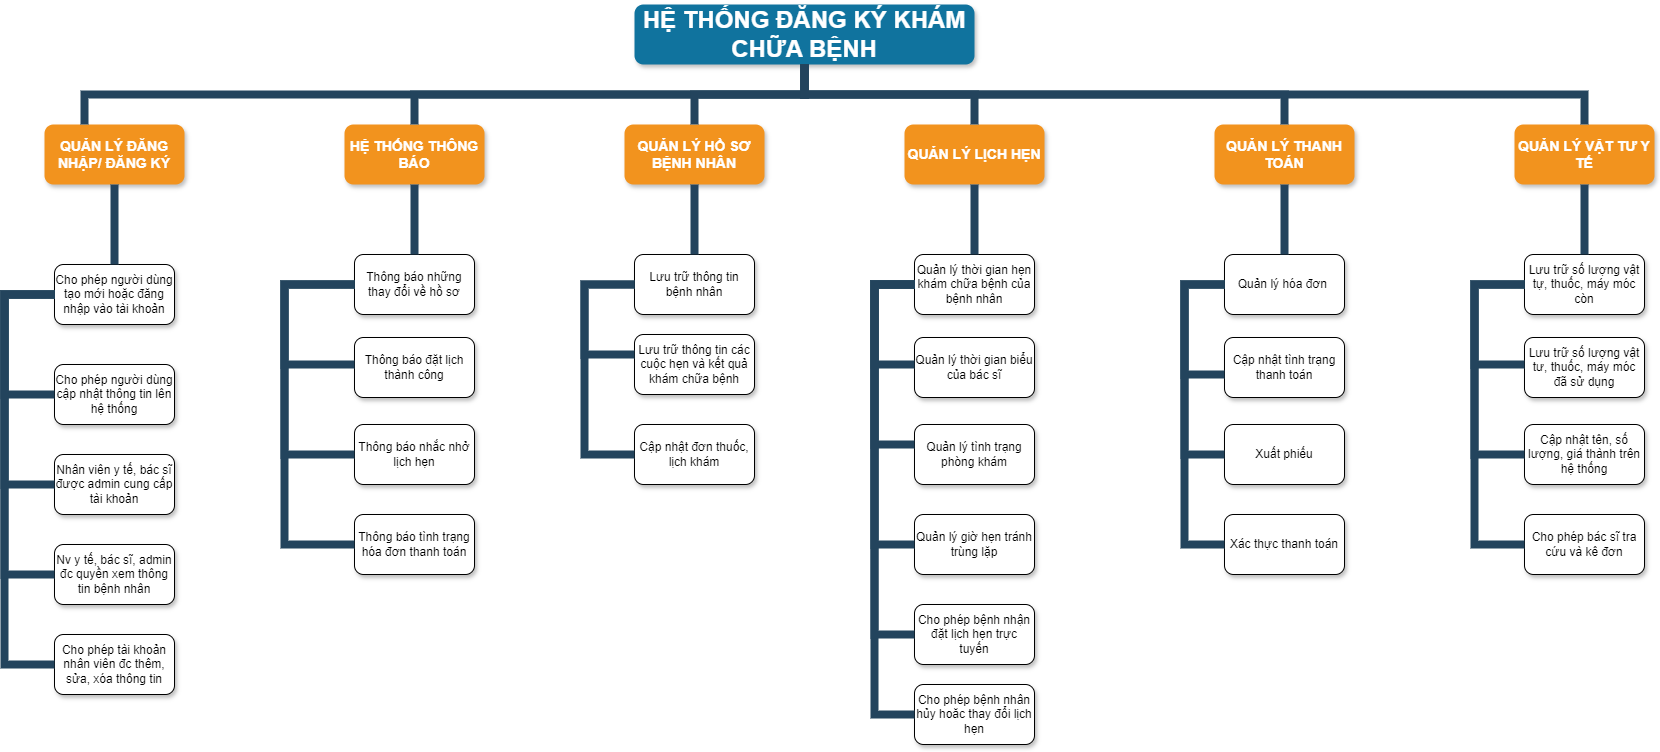 HỆ THỐNG ĐĂNG KÝ KHÁM
CHỮA BỆNH
QUẢN LÝ ĐĂNG
NHẬP/ ĐĂNG KÝ
HỆ THỐNG THÔNG
BÁO
QUẢN LÝ HỒ SƠ
BỆNH NHÂN
QUẢN LÝ LỊCH HẸN
QUẢN LÝ THANH
TOÁN
QUẢN LÝ VẬT TƯ Y
TẾ
Cho phép người dùng
tạo mới hoặc đăng
nhập vào tài khoản
Cho phép người dùng
cập nhật thông tin lên
hệ thống
Nhân viên y tế, bác sĩ
được admin cung cấp
tài khoản
Nv y tế, bác sĩ, admin
đc quyền xem thông
tin bệnh nhân
Cho phép tài khoản
nhân viên đc thêm,
sửa, xóa thông tin
Thông báo những
thay đổi về hồ sơ
Thông báo đặt lịch
thành công
Thông báo nhắc nhở
lịch hẹn
Thông báo tình trạng
hóa đơn thanh toán
Lưu trữ thông tin
bệnh nhân
Lưu trữ thông tin các
cuộc hẹn và kết quả
khám chữa bệnh
Cập nhật đơn thuốc,
lịch khám
Quản lý thời gian hẹn
khám chữa bệnh của
bệnh nhân
Quản lý thời gian biểu
của bác sĩ
Quản lý tình trạng
phòng khám
Quản lý giờ hẹn tránh
trùng lặp
Cho phép bệnh nhận
đặt lịch hẹn trực
tuyến
Cho phép bệnh nhân
hủy hoặc thay đổi lịch
hẹn
Quản lý hóa đơn
Cập nhật tình trạng
thanh toán
Xuất phiếu
Xác thực thanh toán
Lưu trữ số lượng vật
tự, thuốc, máy móc
còn
Lưu trữ số lượng vật
tư, thuốc, máy móc
đã sử dụng
Cập nhật tên, số
lượng, giá thành trên
hệ thống
Cho phép bác sĩ tra
cứu và kê đơn